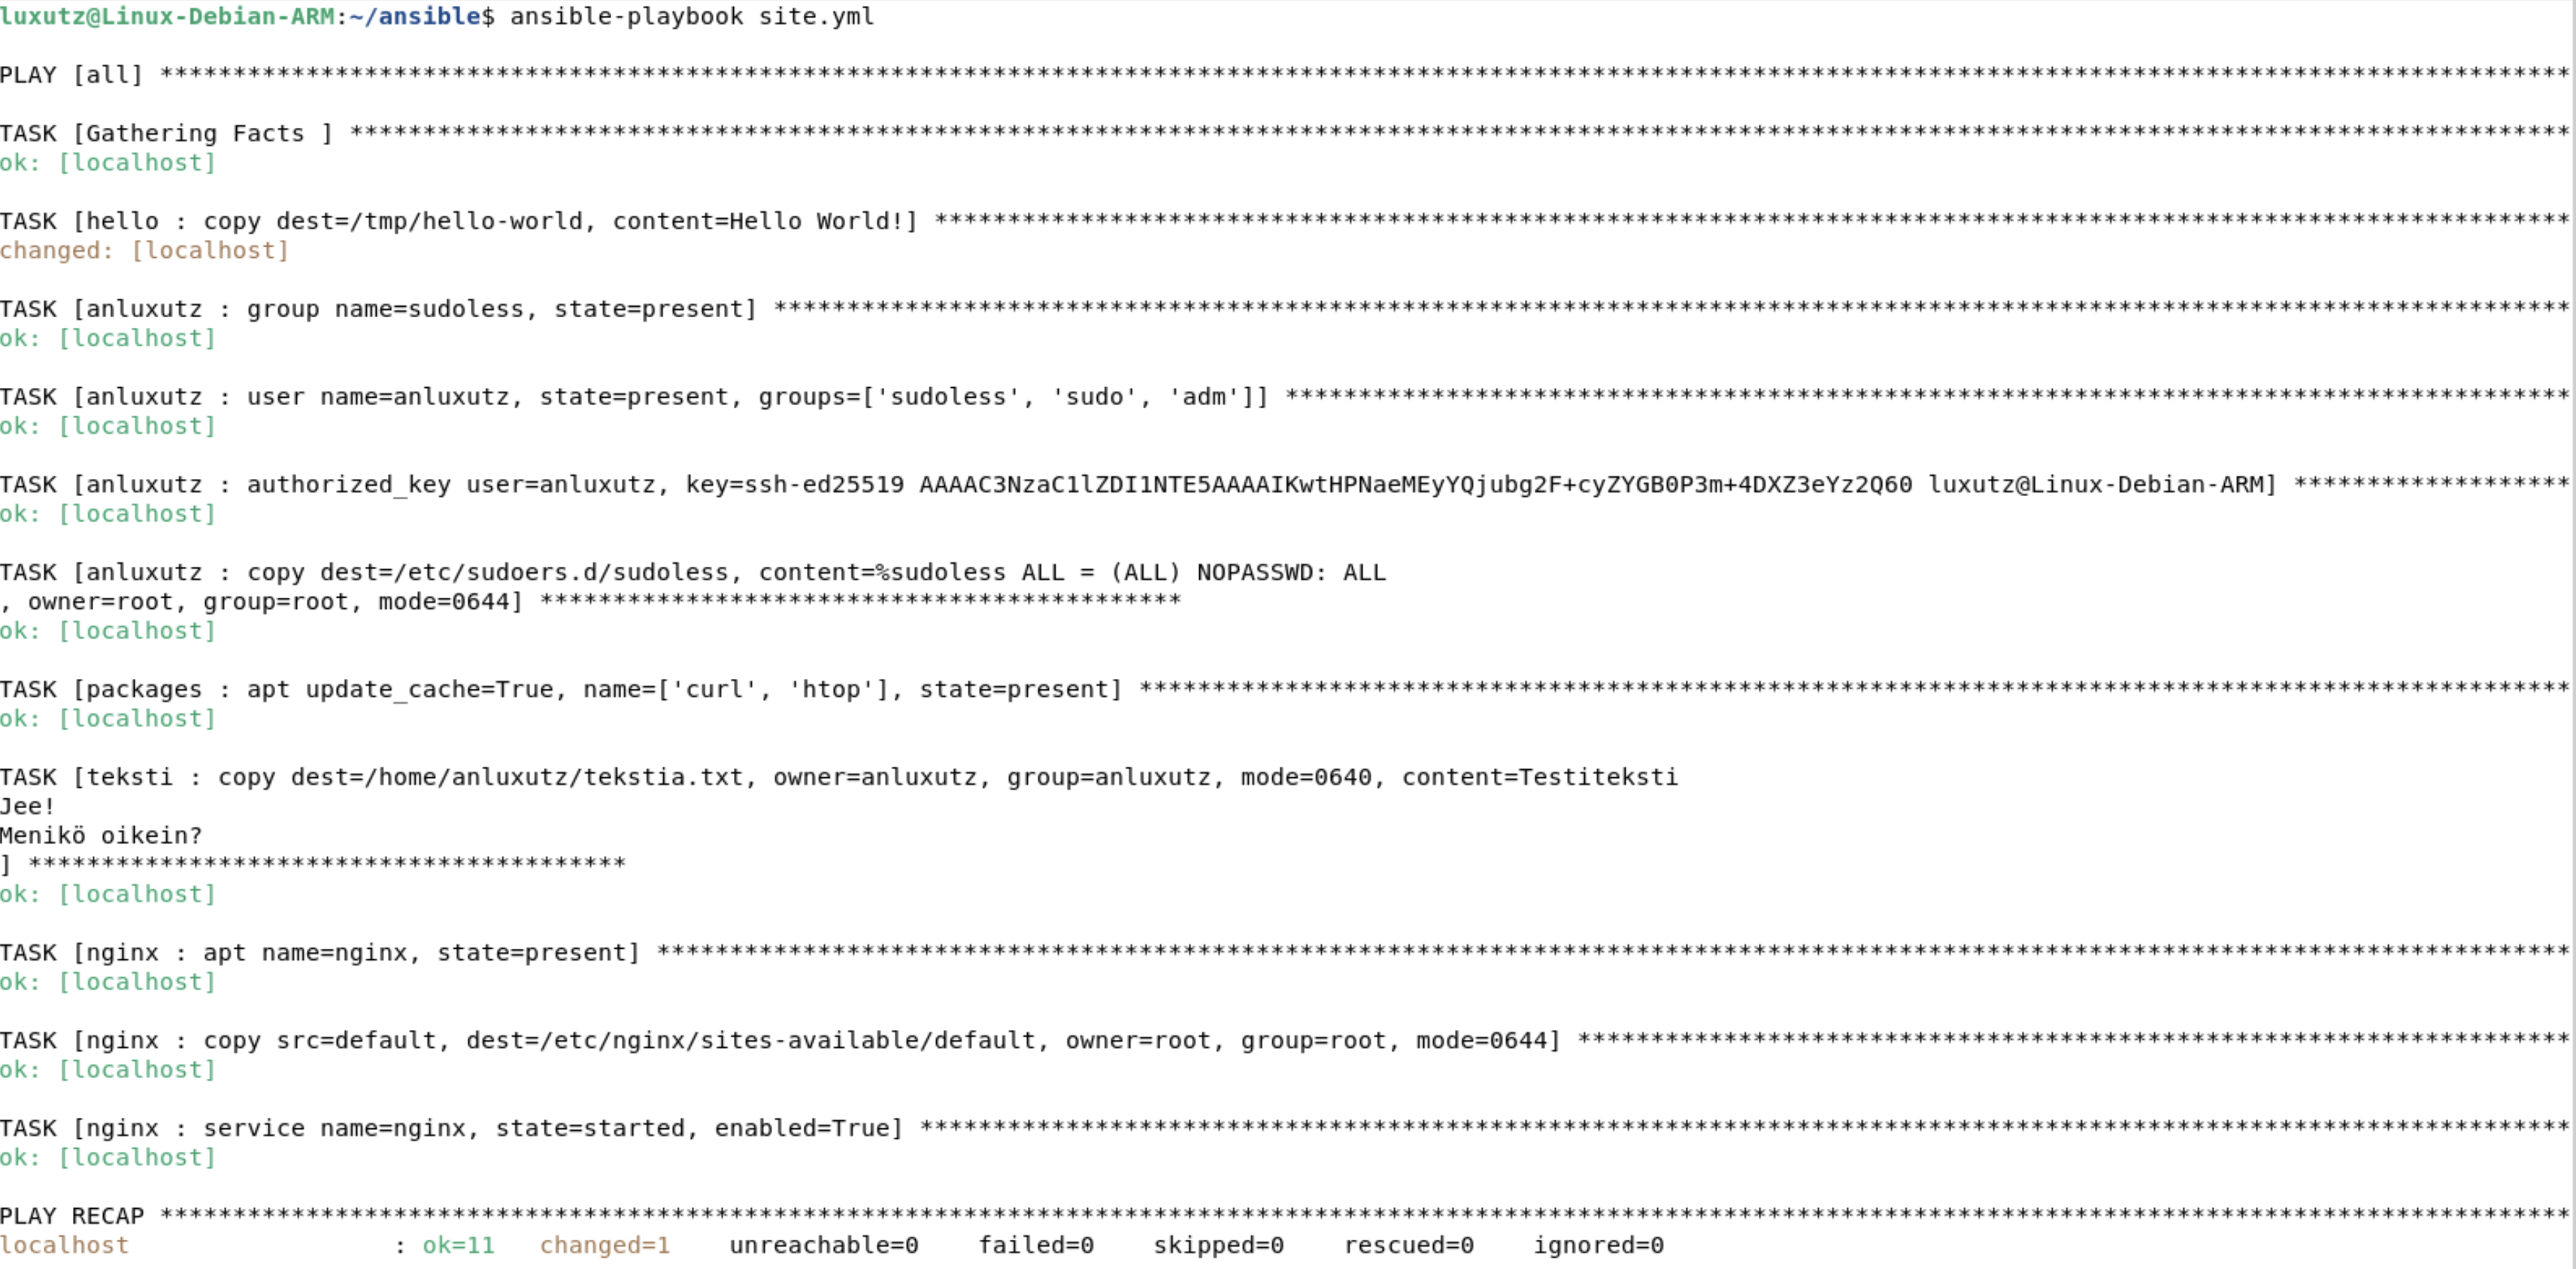 luxutz@Linux-Debian-ARM:~/ansible$ ansible-playbook site.yml
PLAY [all] *********************************************************************************************************************************************************************
TASK [Gathering Facts ] ********************************************************************************************************************************************************
ok: [localhost]
TASK [hello : copy dest=/tmp/hello-world, content=Hello World!] ****************************************************************************************************************
changed: [localhost]
TASK [anluxutz : group name=sudoless, state=present] ***************************************************************************************************************************
ok: [localhost]
TASK [anluxutz : user name=anluxutz, state=present, groups=['sudoless', 'sudo', 'adm']] ****************************************************************************************
ok: [localhost]
TASK [anluxutz : authorized_key user=anluxutz, key=ssh-ed25519 AAAAC3NzaC1lZDI1NTE5AAAAIKwtHPNaeMEyYQjubg2F+cyZYGB0P3m+4DXZ3eYz2Q60 luxutz@Linux-Debian-ARM] *******************
ok: [localhost]
TASK [anluxutz : copy dest=/etc/sudoers.d/sudoless, content=%sudoless ALL = (ALL) NOPASSWD: ALL
, owner=root, group=root, mode=0644] ********************************************
ok: [localhost]
TASK [packages : apt update_cache=True, name=['curl', 'htop'], state=present] **************************************************************************************************
ok: [localhost]
TASK [teksti : copy dest=/home/anluxutz/tekstia.txt, owner=anluxutz, group=anluxutz, mode=0640, content=Testiteksti
Jee!
Menikö oikein?
] *****************************************
ok: [localhost]
TASK [nginx : apt name=nginx, state=present] ***********************************************************************************************************************************
ok: [localhost]
TASK [nginx : copy src=default, dest=/etc/nginx/sites-available/default, owner=root, group=root, mode=0644] ********************************************************************
ok: [localhost]
TASK [nginx : service name=nginx, state=started, enabled=True] *****************************************************************************************************************
ok: [localhost]
PLAY RECAP *********************************************************************************************************************************************************************
localhost                  : ok=11   changed=1    unreachable=0    failed=0    skipped=0    rescued=0    ignored=0